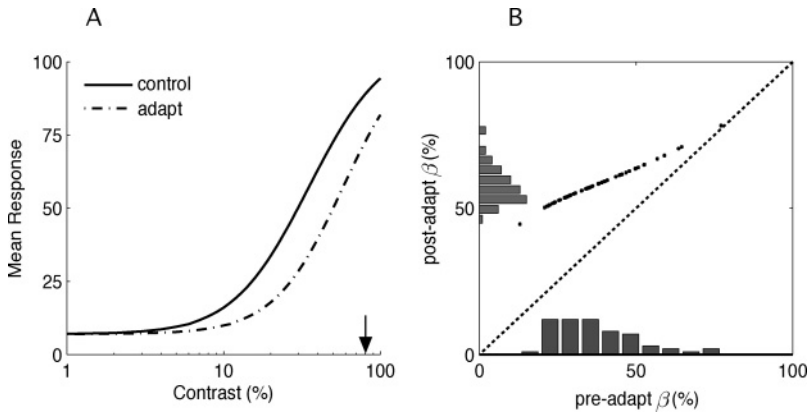 A
B
100
75
50
25
0
Mean Response
control
adapt
1
10
100
Contrast (%)
100
50
0
post-adapt β(%)
0
50
100
pre-adapt β(%)